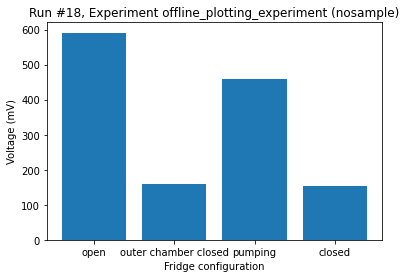 Run #18, Experiment offline_plotting_experiment (nosample)
600
500
400
300
200
100
0
Voltage (mV)
open outer chamber closed pumping closed
Fridge configuration